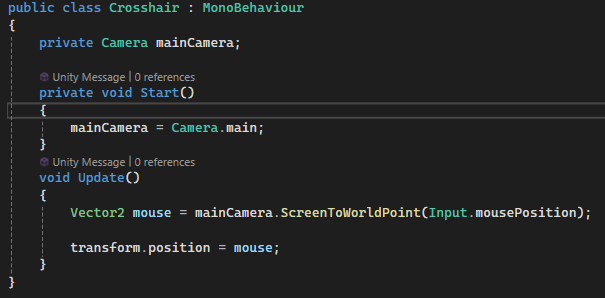 public class Crosshair : MonoBehaviour
{
    private Camera mainCamera;
    Unity Message | 0 references
    private void Start()
    {
        mainCamera = Camera.main;
    }
    Unity Message | 0 references
    void Update()
    {
        Vector2 mouse = mainCamera.ScreenToWorldPoint(Input.mousePosition);
        transform.position = mouse;
    }
}